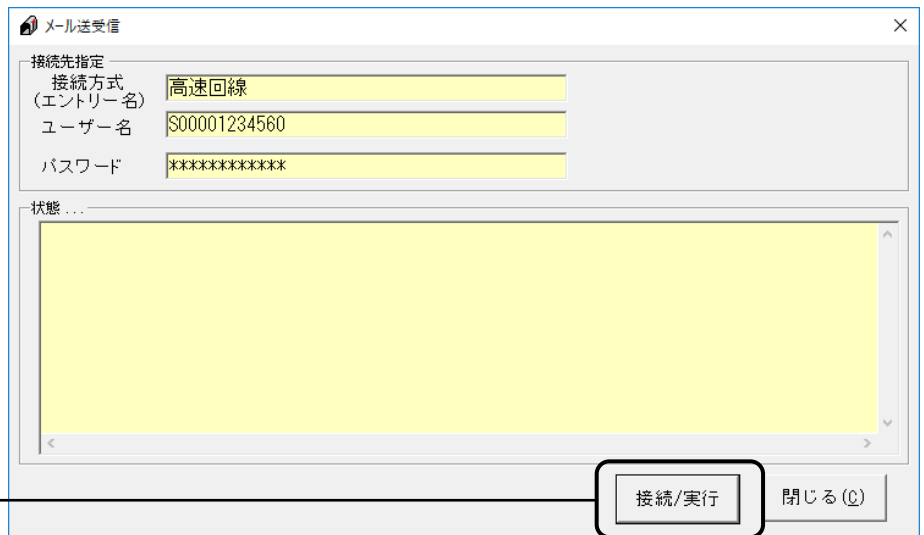 メール送受信
接続先指定
接続方式
(エントリー名)
高速回線
ユーザー名
S00001234560
パスワード
************
状態...
接続/実行
閉じる(C)